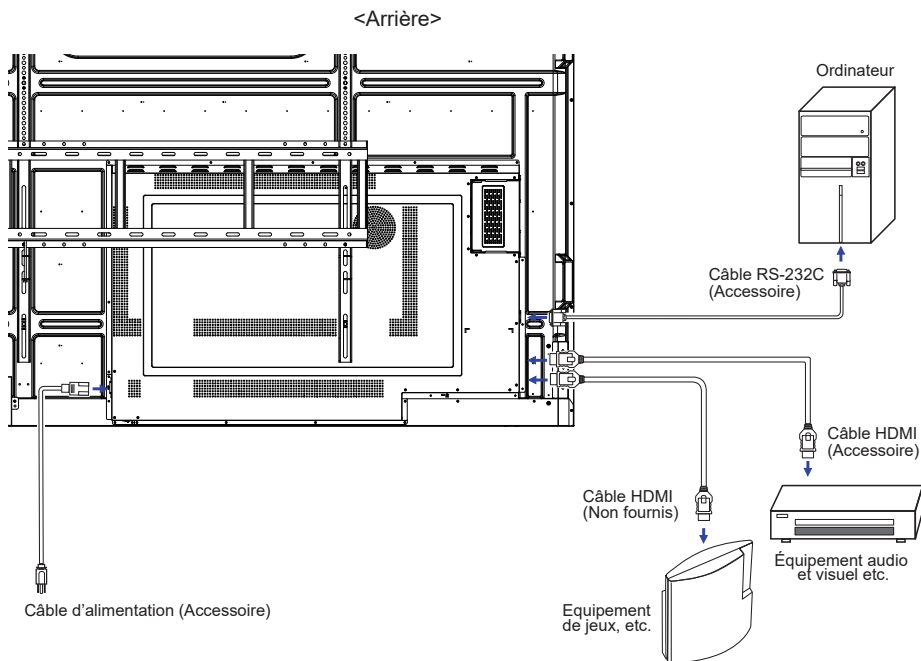 <Arrière>
Ordinateur
Câble RS-232C
(Accessoire)
Câble HDMI
(Accessoire)
Câble HDMI
(Non fournis)
Équipement audio
et visuel etc.
Câble d’alimentation (Accessoire)
Equipement
de jeux, etc.